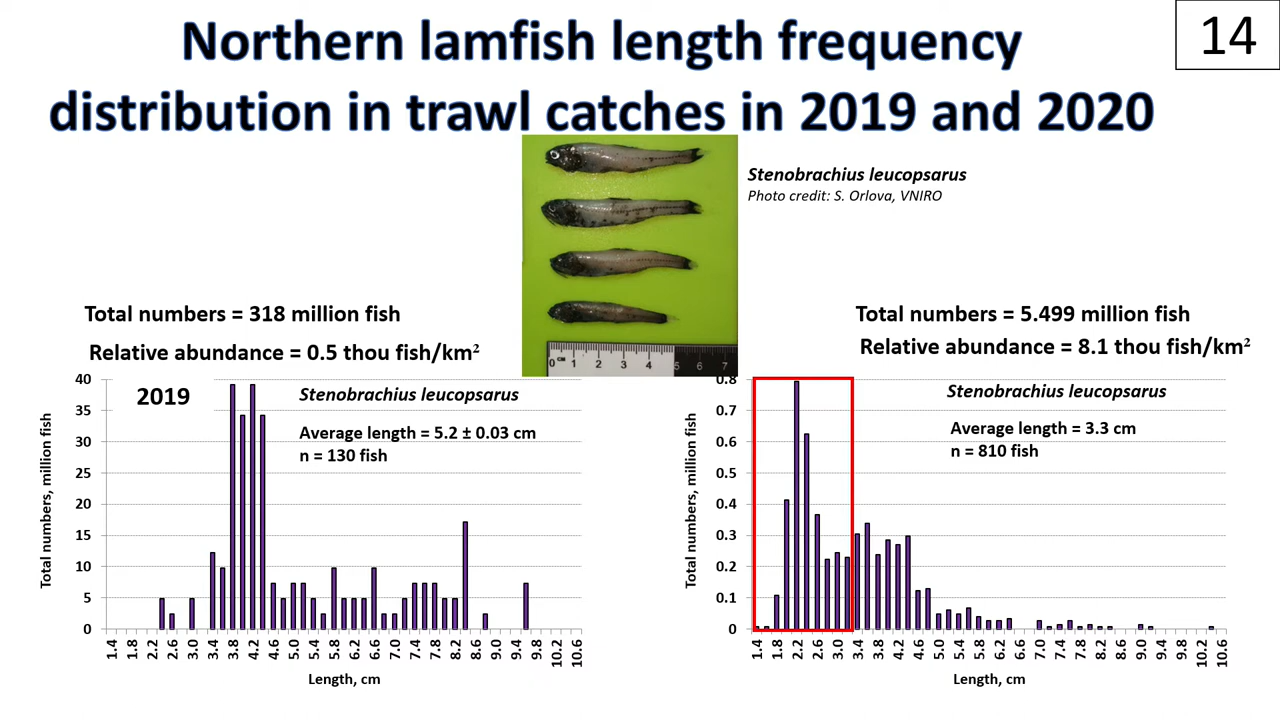 14
Northern lamfish length frequency
distribution in trawl catches in 2019 and 2020
Stenobrachius leucopsarus
Photo credit: S. Orlova, VNIRO
0 cm 1 2 3 4 5 6 7
Total numbers = 318 million fish
Relative abundance = 0.5 thou fish/km²
2019
Stenobrachius leucopsarus
Average length = 5.2 ± 0.03 cm
n = 130 fish
Total numbers, million fish
40
35
30
25
20
15
10
5
0
1.4 1.8 2.2 2.6 3.0 3.4 3.8 4.2 4.6 5.0 5.4 5.8 6.2 6.6 7.0 7.4 7.8 8.2 8.6 9.0 9.4 9.8 10.2 10.6
Length, cm
Total numbers = 5.499 million fish
Relative abundance = 8.1 thou fish/km²
Stenobrachius leucopsarus
Average length = 3.3 cm
n = 810 fish
Total numbers, million fish
0.8
0.7
0.6
0.5
0.4
0.3
0.2
0.1
0
1.4 1.8 2.2 2.6 3.0 3.4 3.8 4.2 4.6 5.0 5.4 5.8 6.2 6.6 7.0 7.4 7.8 8.2 8.6 9.0 9.4 9.8 10.2 10.6
Length, cm